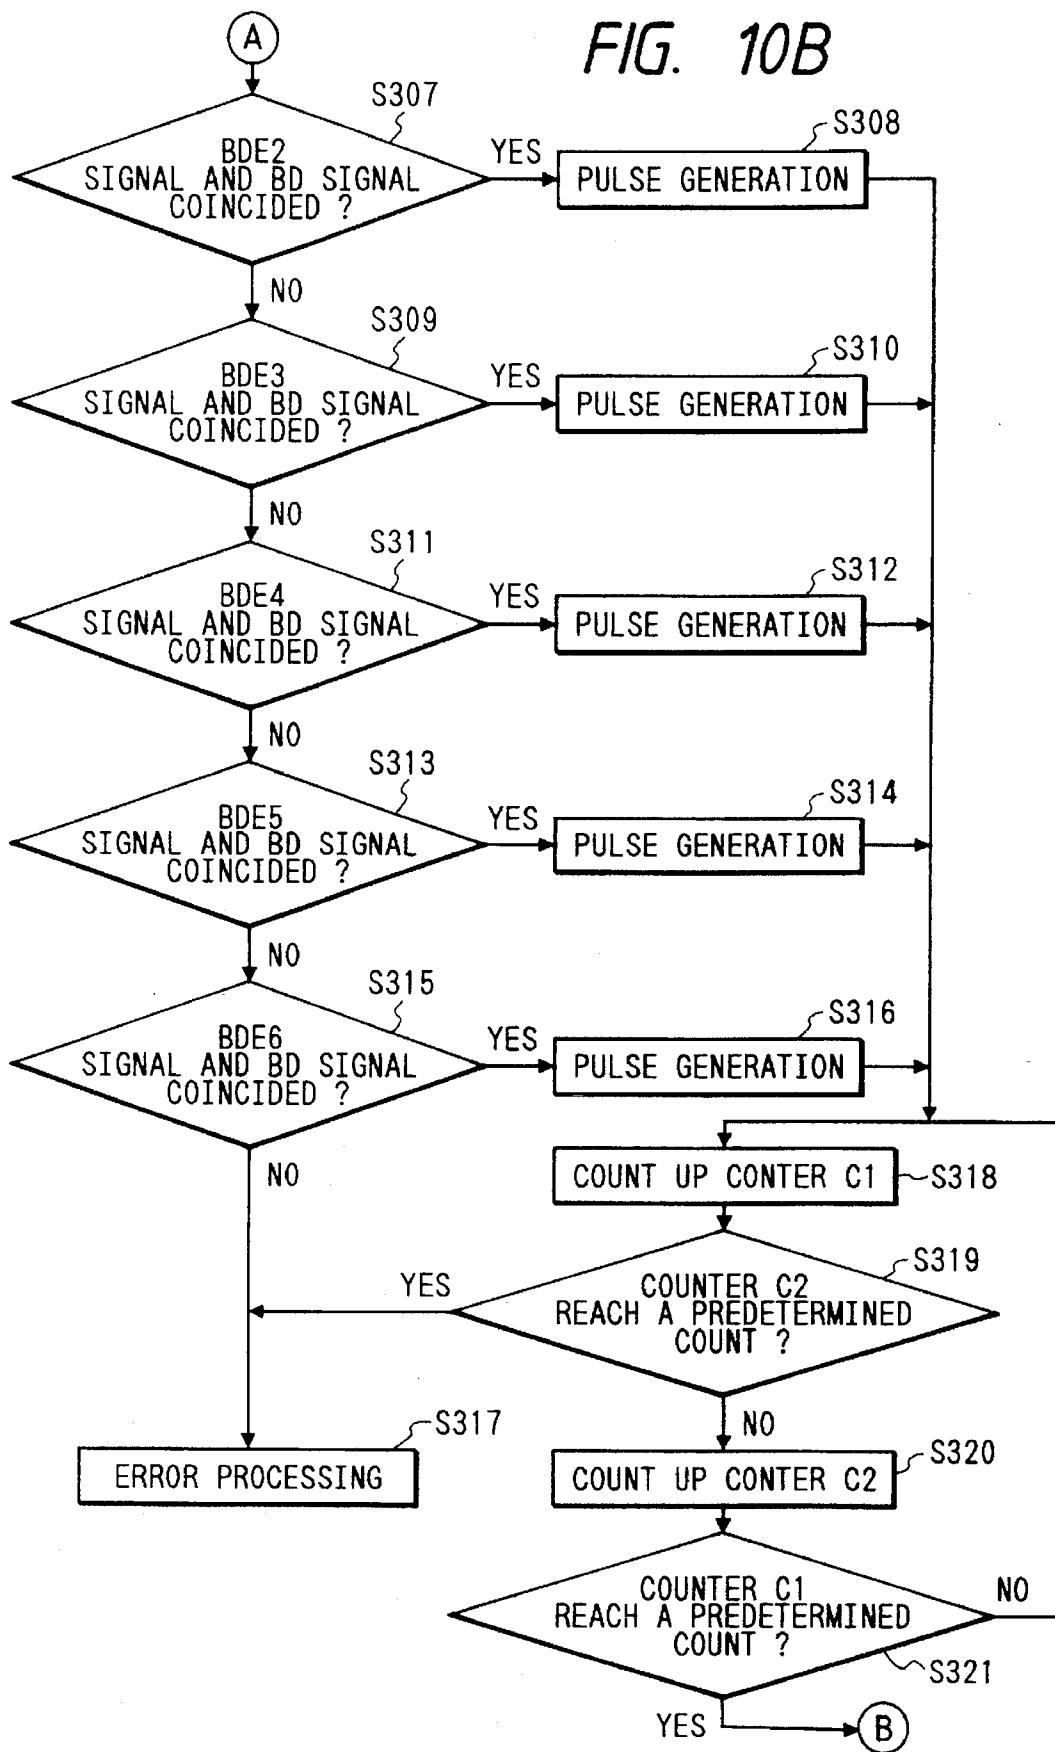 A
FIG. 10B
S307
BDE2
SIGNAL AND BD SIGNAL
COINCIDED ?
YES
S308
PULSE GENERATION
NO
S309
BDE3
SIGNAL AND BD SIGNAL
COINCIDED ?
YES
S310
PULSE GENERATION
NO
S311
BDE4
SIGNAL AND BD SIGNAL
COINCIDED ?
YES
S312
PULSE GENERATION
NO
S313
BDE5
SIGNAL AND BD SIGNAL
COINCIDED ?
YES
S314
PULSE GENERATION
NO
S315
BDE6
SIGNAL AND BD SIGNAL
COINCIDED ?
YES
S316
PULSE GENERATION
NO
COUNT UP CONTER C1
S318
S319
COUNTER C2
REACH A PREDETERMINED
COUNT ?
YES
NO
S317
ERROR PROCESSING
S320
COUNT UP CONTER C2
COUNTER C1
REACH A PREDETERMINED
COUNT ?
NO
S321
YES
B